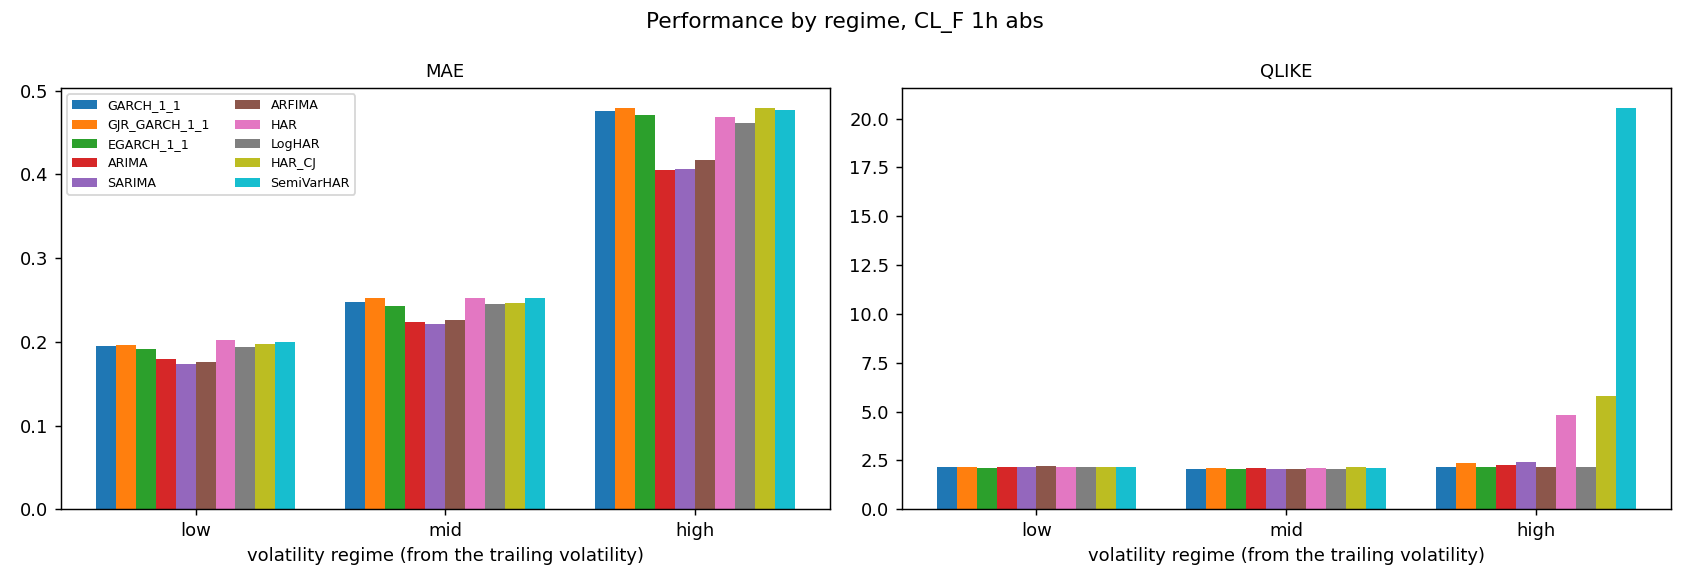 Performance by regime, CL_F 1h abs
MAE
0.5
0.4
0.3
0.2
0.1
0.0
GARCH_1_1
GJR_GARCH_1_1
EGARCH_1_1
ARIMA
SARIMA
ARFIMA
HAR
LogHAR
HAR_CJ
SemiVarHAR
low
mid
high
volatility regime (from the trailing volatility)
QLIKE
20.0
17.5
15.0
12.5
10.0
7.5
5.0
2.5
0.0
low
mid
high
volatility regime (from the trailing volatility)